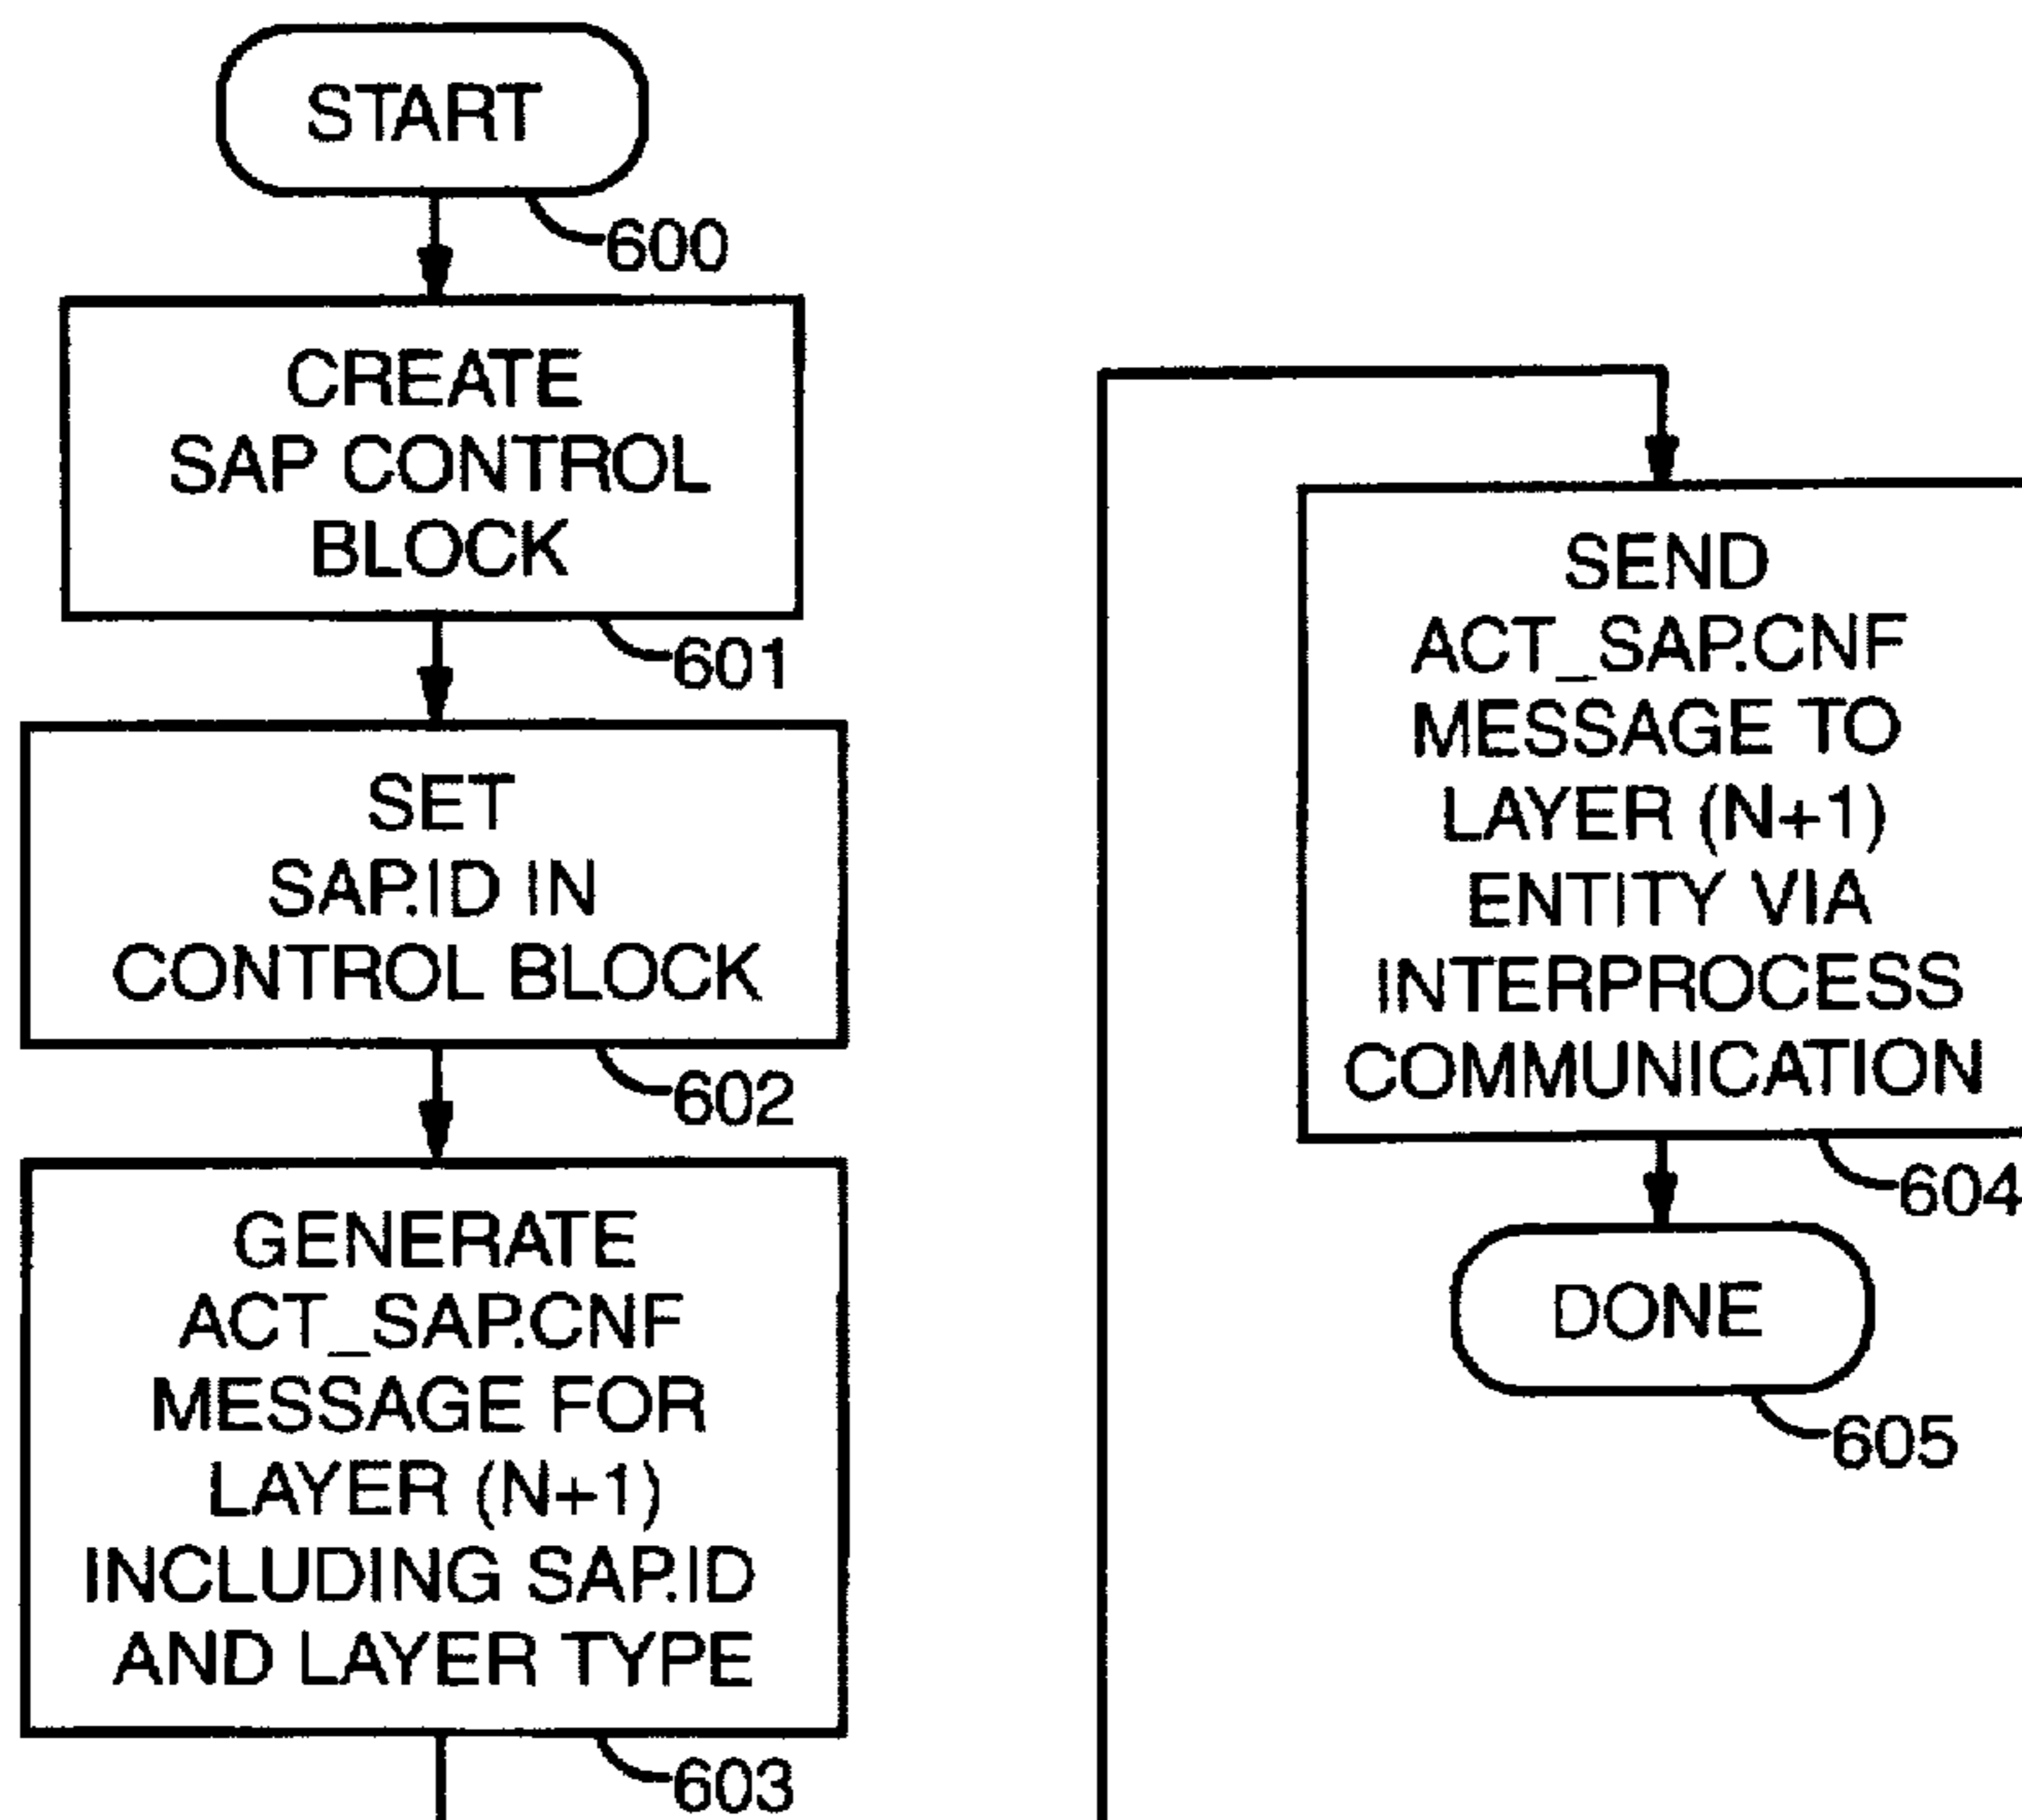 START
600
CREATE
SAP CONTROL
BLOCK
601
SET
SAP.ID IN
CONTROL BLOCK
602
GENERATE
ACT_SAP.CNF
MESSAGE FOR
LAYER (N+1)
INCLUDING SAP.ID
AND LAYER TYPE
603
SEND
ACT_SAP.CNF
MESSAGE TO
LAYER (N+1)
ENTITY VIA
INTERPROCESS
COMMUNICATION
604
DONE
605